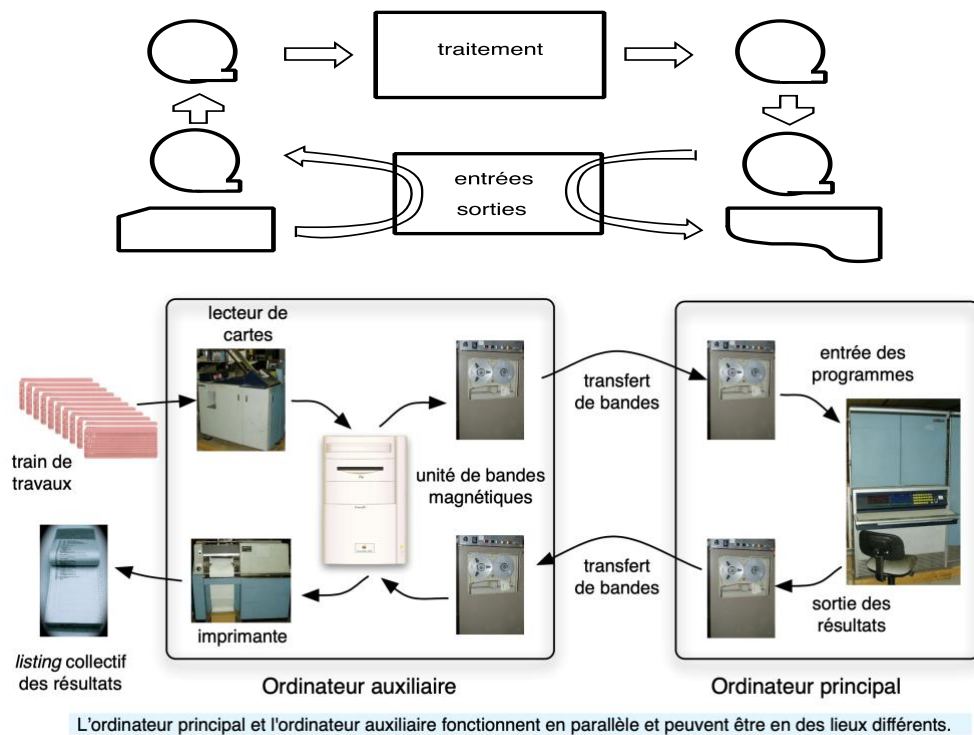 traitement
entrées
sorties
lecteur de
cartes
train de
travaux
unité de bandes
magnétiques
transfert
de bandes
entrée des
programmes
transfert
de bandes
imprimante
sortie des
résultats
listing collectif
des résultats
Ordinateur auxiliaire
Ordinateur principal
L'ordinateur principal et l'ordinateur auxiliaire fonctionnent en parallèle et peuvent être en des lieux différents.